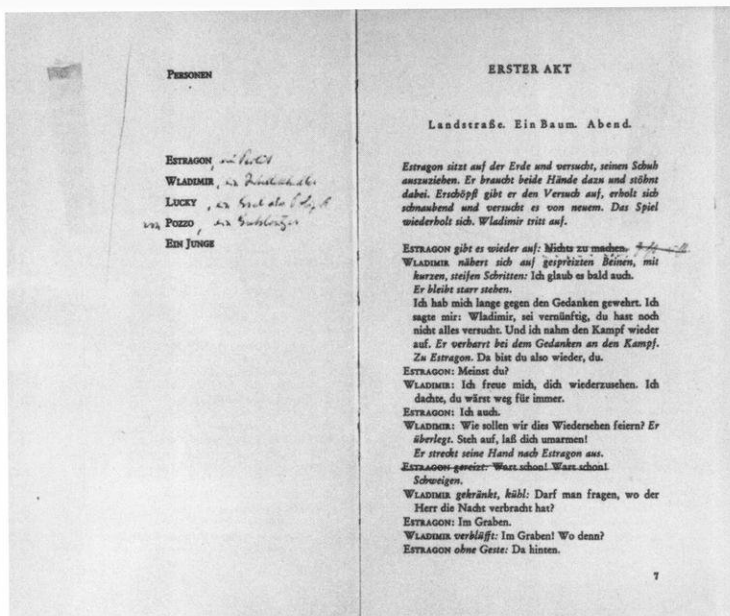 PERSONEN
ESTRAGON, ein
WLADIMIR, ein
LUCKY, ein
von POZZO, ein Gutsbesitzer
EIN JUNGE
ERSTER AKT
Landstraße. Ein Baum. Abend.
Estragon sitzt auf der Erde und versucht, seinen Schuh
auszuziehen. Er braucht beide Hände dazu und stöhnt
dabei. Erschöpft gibt er den Versuch auf, erholt sich
schnaubend und versucht es von neuem. Das Spiel
wiederholt sich. Wladimir tritt auf.
ESTRAGON gibt es wieder auf: Nichts zu machen.
WLADIMIR nähert sich auf gespreizten Beinen, mit
kurzen, steifen Schritten: Ich glaub es bald auch.
Er bleibt starr stehen.
Ich hab mich lange gegen den Gedanken gewehrt. Ich
sagte mir: Wladimir, sei vernünftig, du hast noch
nicht alles versucht. Und ich nahm den Kampf wieder
auf. Er verharrt bei dem Gedanken an den Kampf.
Zu Estragon. Da bist du also wieder, du.
ESTRAGON: Meinst du?
WLADIMIR: Ich freue mich, dich wiederzusehen. Ich
dachte, du wärst weg für immer.
ESTRAGON: Ich auch.
WLADIMIR: Wie sollen wir dies Wiedersehen feiern? Er
überlegt. Steh auf, laß dich umarmen!
Er streckt seine Hand nach Estragon aus.
ESTRAGON gereizt: Wart schon! Wart schon!
Schweigen.
WLADIMIR gekränkt, kühl: Darf man fragen, wo der
Herr die Nacht verbracht hat?
ESTRAGON: Im Graben.
WLADIMIR verblüfft: Im Graben! Wo denn?
ESTRAGON ohne Geste: Da hinten.
7